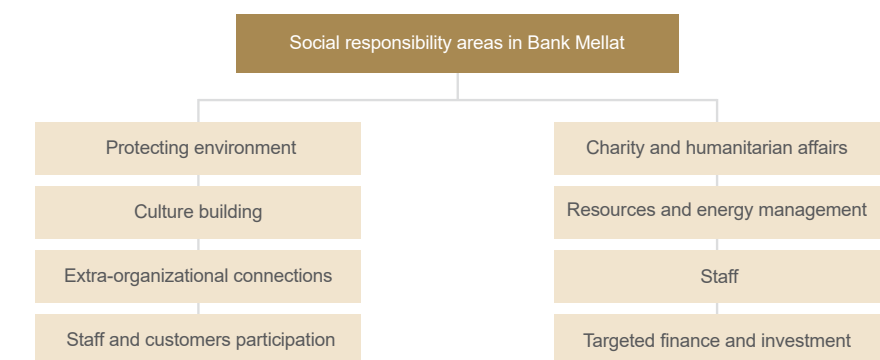 Social responsibility areas in Bank Mellat
Protecting environment
Culture building
Extra-organizational connections
Staff and customers participation
Charity and humanitarian affairs
Resources and energy management
Staff
Targeted finance and investment